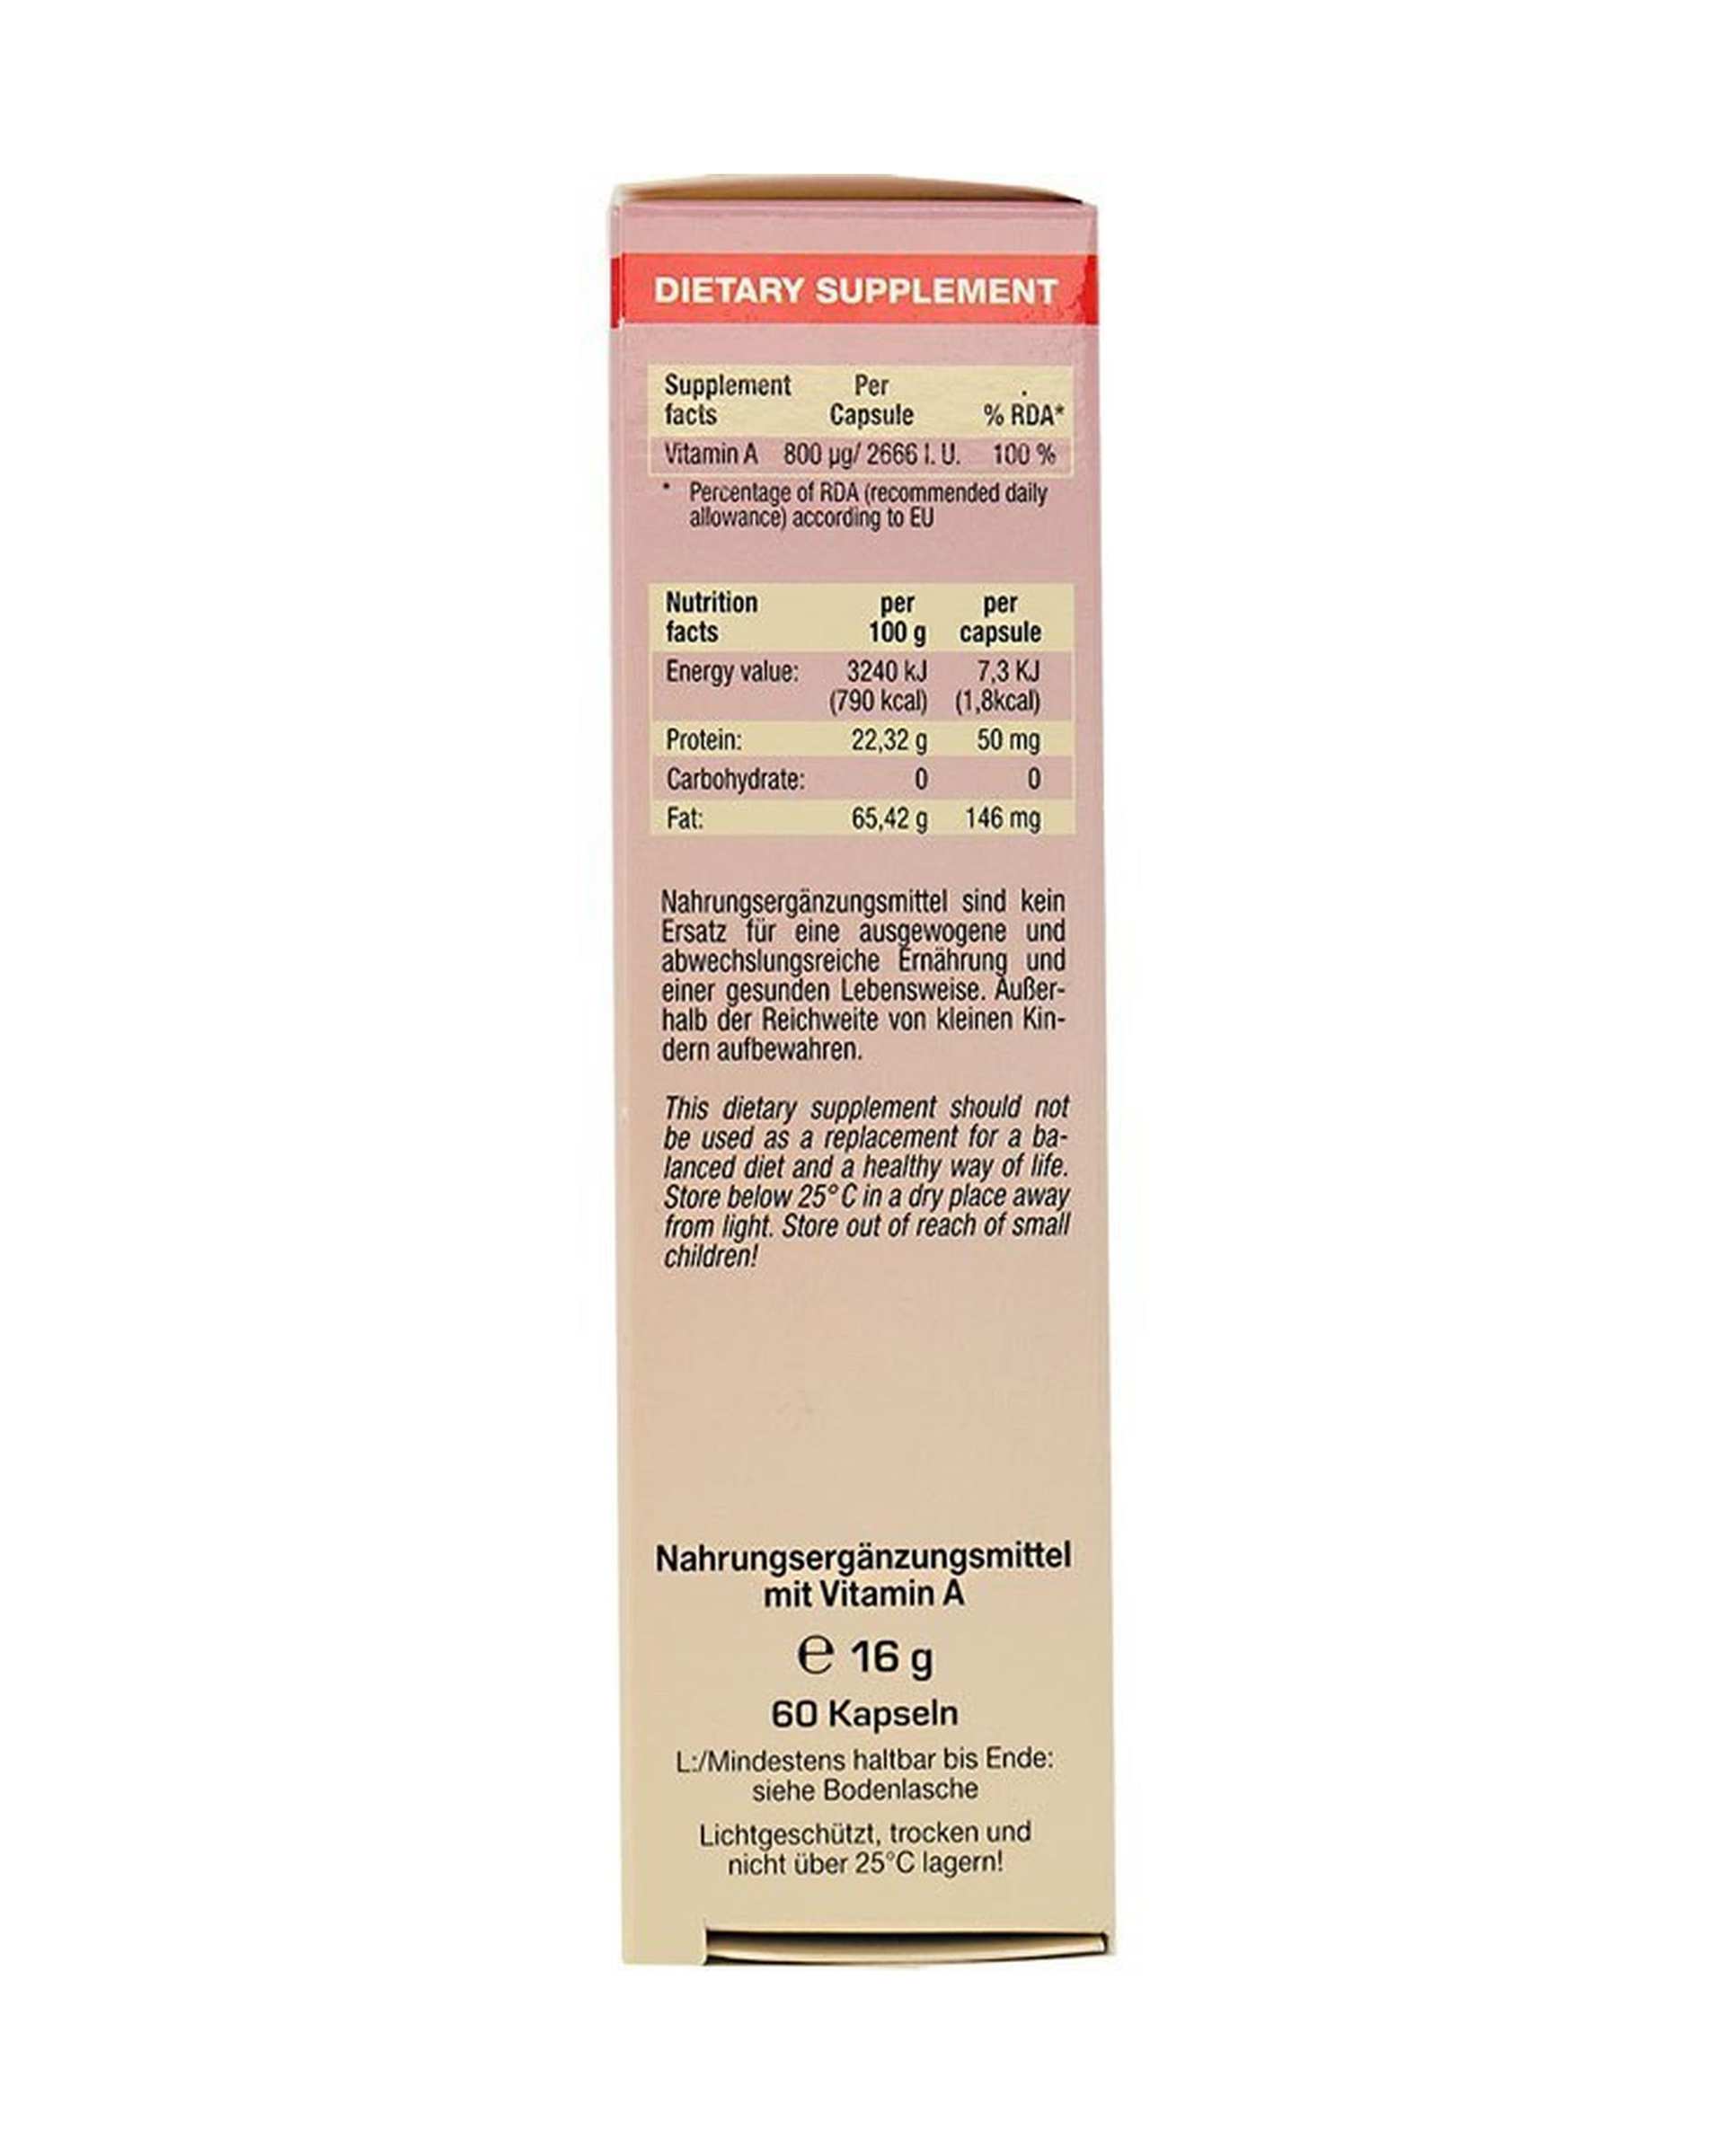 DIETARY SUPPLEMENT
Supplement Per
facts Capsule % RDA*
Vitamin A 800 µg/ 2666 I. U. 100 %
* Percentage of RDA (recommended daily
allowance) according to EU
Nutrition per per
facts 100 g capsule
Energy value: 3240 kJ 7,3 KJ
(790 kcal) (1,8kcal)
Protein: 22,32 g 50 mg
Carbohydrate: 0 0
Fat: 65,42 g 146 mg
Nahrungsergänzungsmittel sind kein
Ersatz für eine ausgewogene und
abwechslungsreiche Ernährung und
einer gesunden Lebensweise. Außer-
halb der Reichweite von kleinen Kin-
dern aufbewahren.
This dietary supplement should not
be used as a replacement for a ba-
lanced diet and a healthy way of life.
Store below 25° C in a dry place away
from light. Store out of reach of small
children!
Nahrungsergänzungsmittel
mit Vitamin A
℮ 16 g
60 Kapseln
L:/Mindestens haltbar bis Ende:
siehe Bodenlasche
Lichtgeschützt, trocken und
nicht über 25°C lagern!